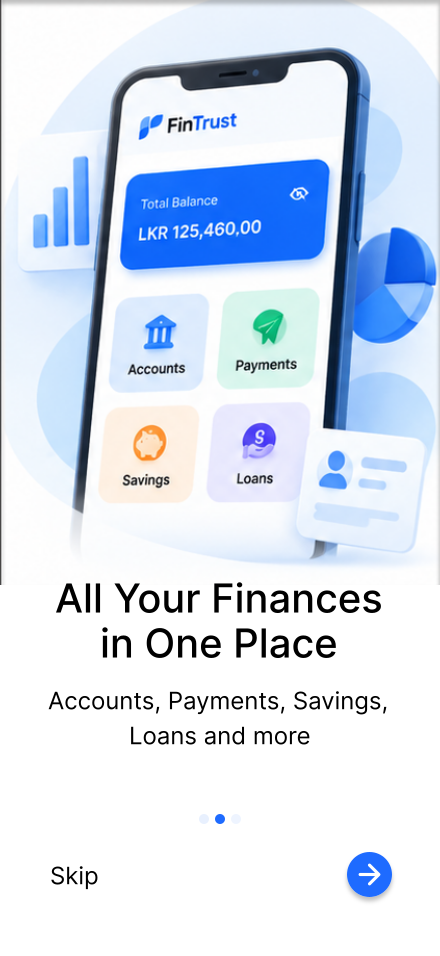 FinTrust
Total Balance
LKR 125,460,00
Accounts
Payments
Savings
Loans
All Your Finances
in One Place
Accounts, Payments, Savings,
Loans and more
Skip